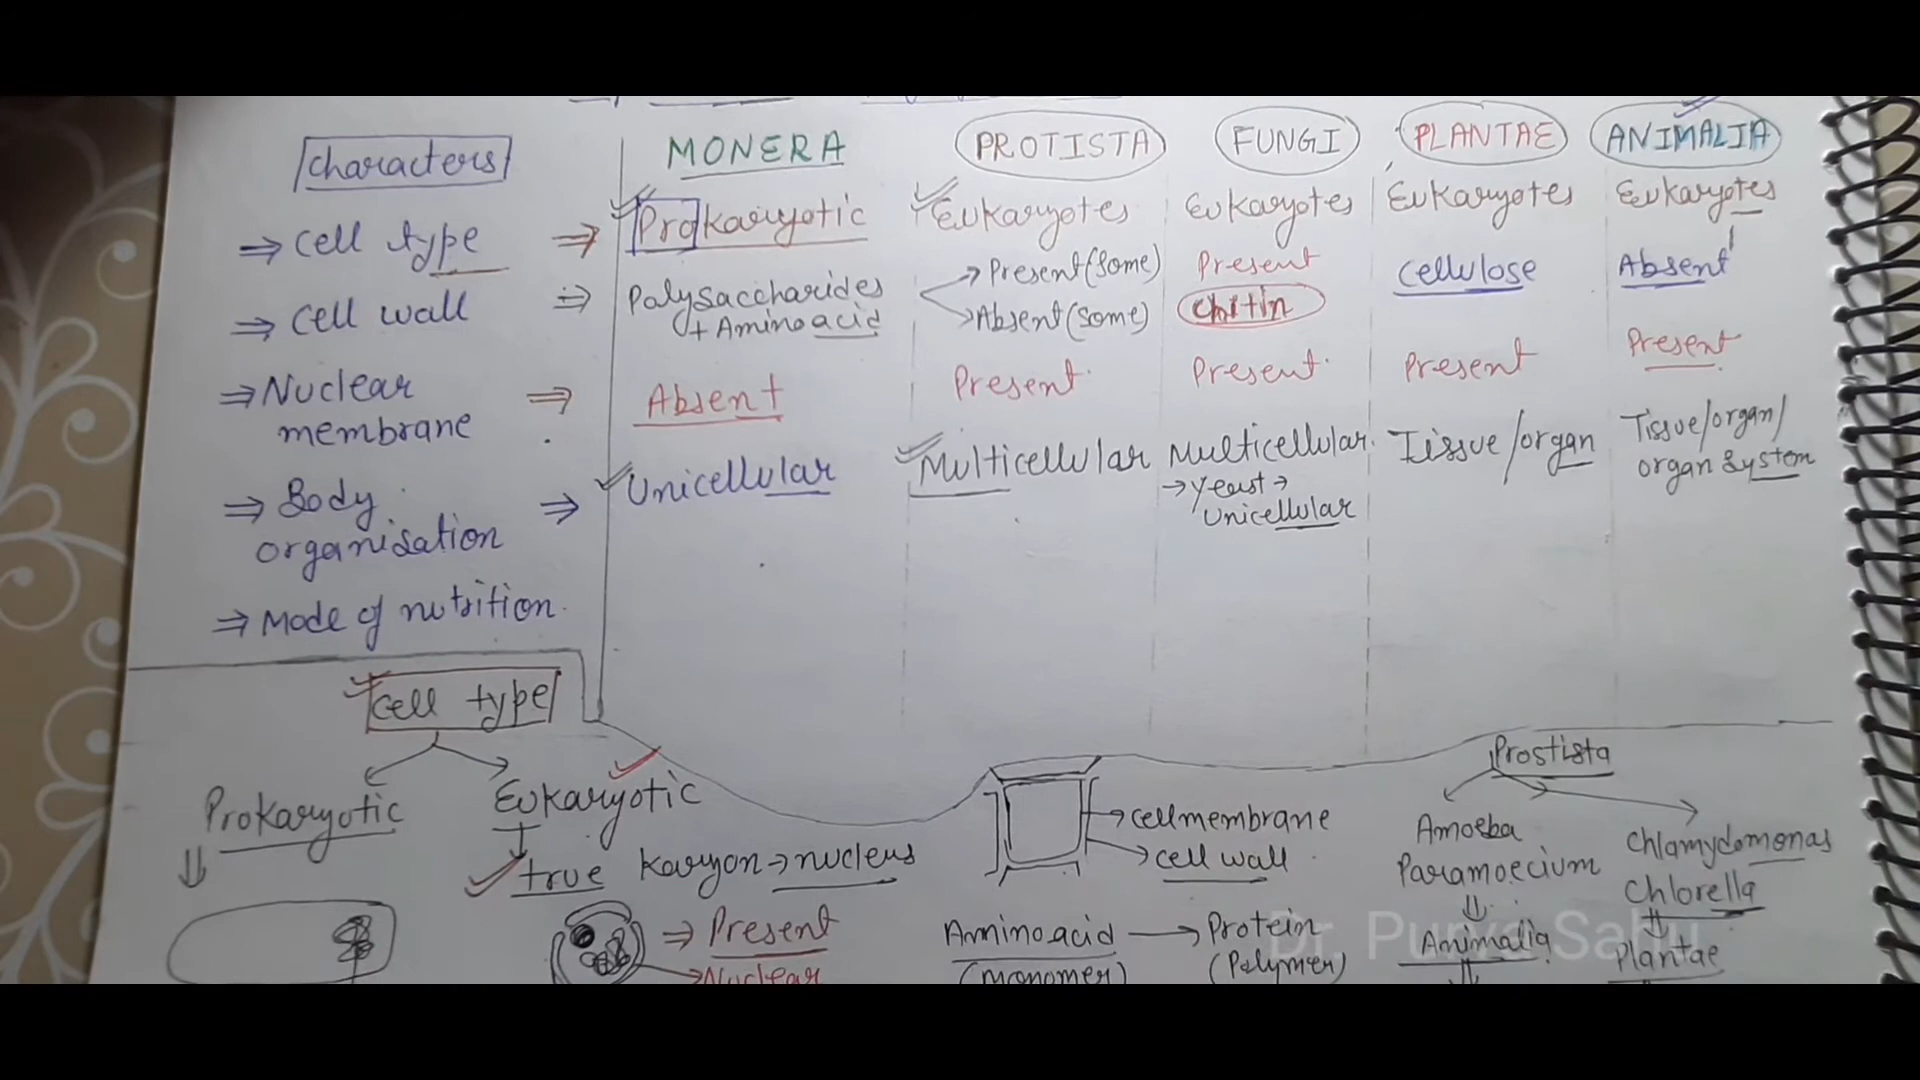 Characters
MONERA
PROTISTA
FUNGI
PLANTAE
ANIMALIA
⇒ Cell type ⇒
Prokaryotic
Eukaryotes
Eukaryotes
Eukaryotes
Eukaryotes
⇒ Cell wall ⇒
Polysaccharides
+ Amino acid
→ Present (Some)
→ Absent (Some)
Present
Chitin
Cellulose
Absent
⇒ Nuclear ⇒
membrane
Absent
Present
Present
Present
Present
⇒ Body ⇒
organisation
Unicellular
Multicellular
Multicellular
→ Yeast →
Unicellular
Tissue/organ
Tissue/organ/
organ System
⇒ Mode of nutrition
Cell type
Prokaryotic
Eukaryotic
true Karyon → nucleus
⇒ Present
→ Nuclear
→ cell membrane
→ cell wall
Amino acid → Protein
(monomer) (Polymer)
Prostista
Amoeba
Paramoecium
Animalia
Chlamydomonas
Chlorella
Plantae
Dr. Purva Sahu